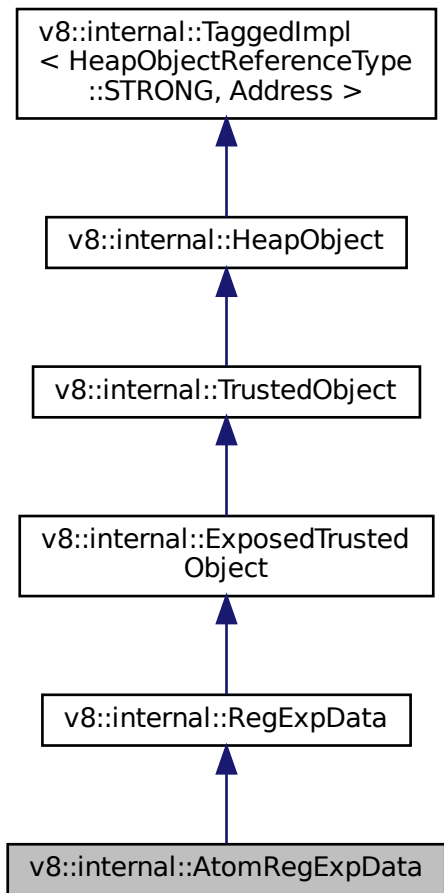 v8::internal::TaggedImpl
< HeapObjectReferenceType
::STRONG, Address >
v8::internal::HeapObject
v8::internal::TrustedObject
v8::internal::ExposedTrusted
Object
v8::internal::RegExpData
v8::internal::AtomRegExpData